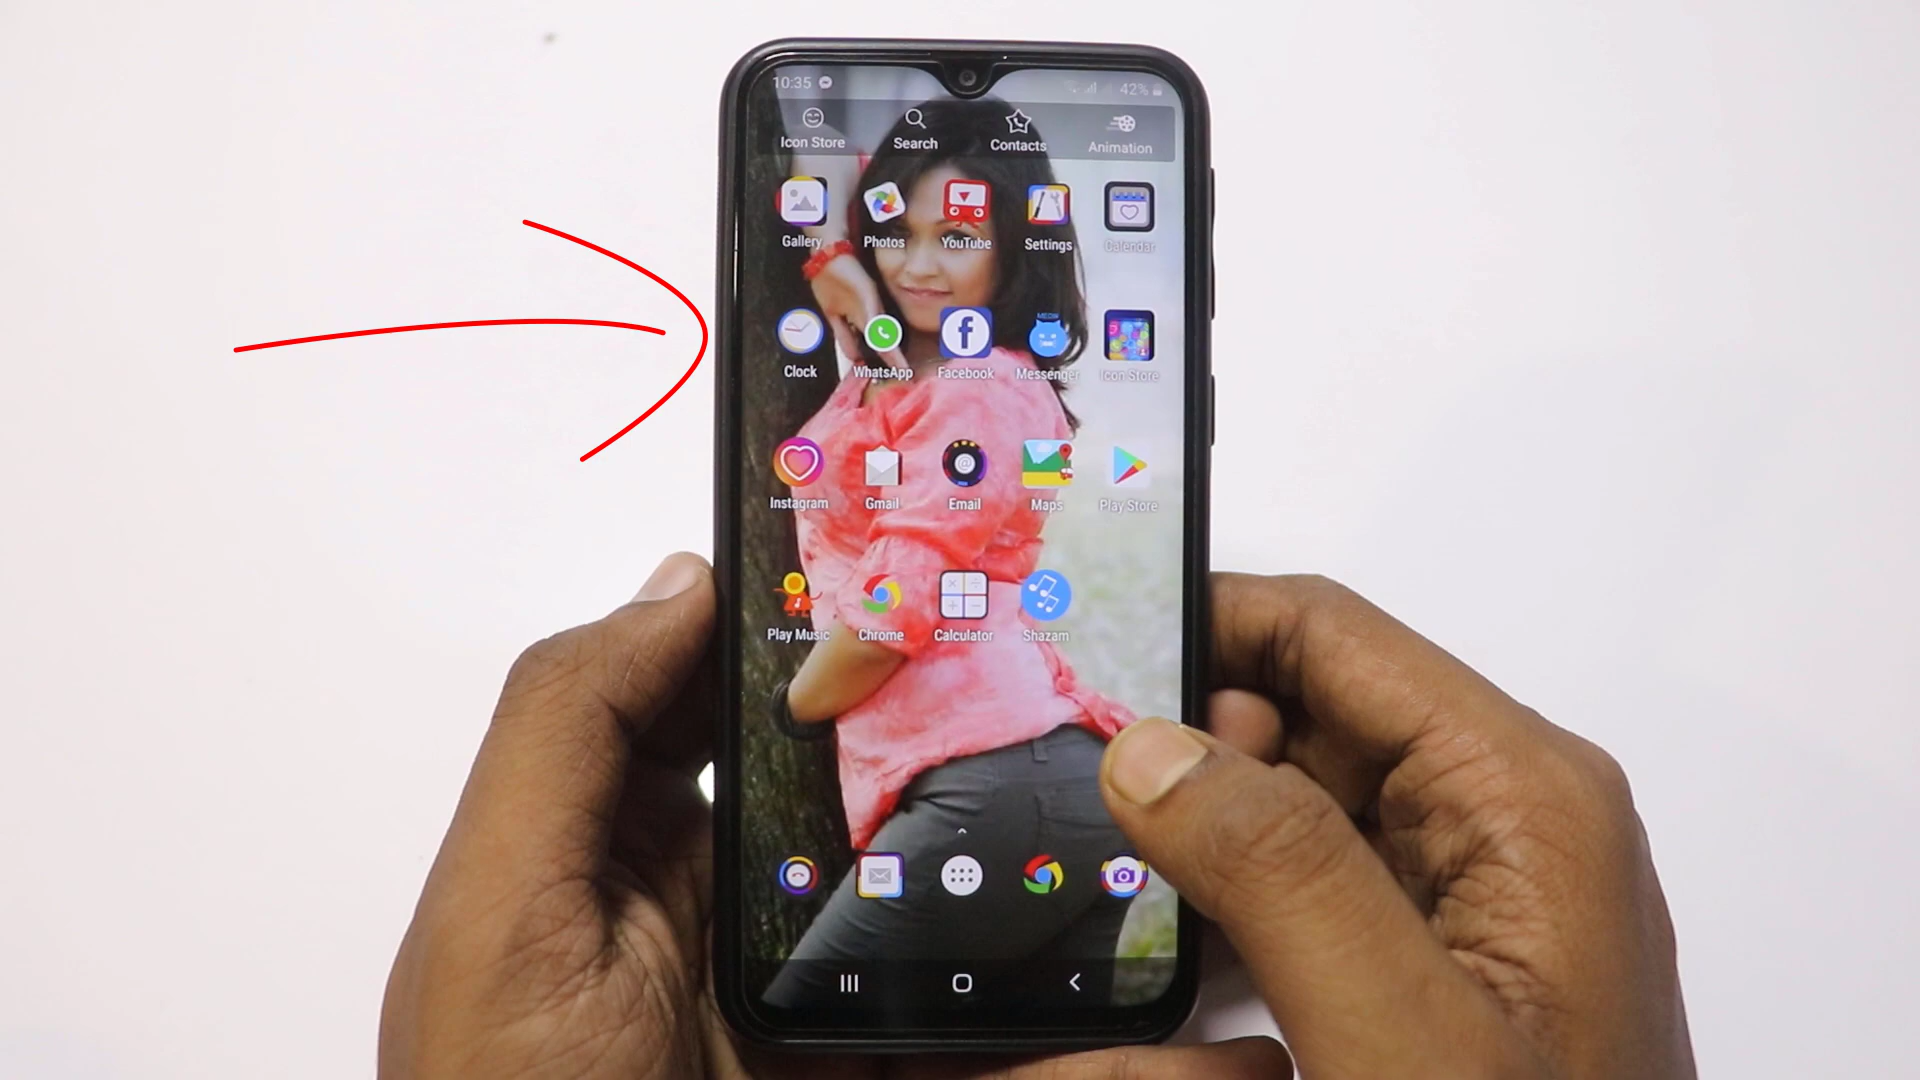 10:35 42%
Icon Store Search Contacts Animation
Gallery Photos YouTube Settings Calendar
MEOW
Clock WhatsApp Facebook Messenger Icon Store
Instagram Gmail Email Maps Play Store
Play Music Chrome Calculator Shazam